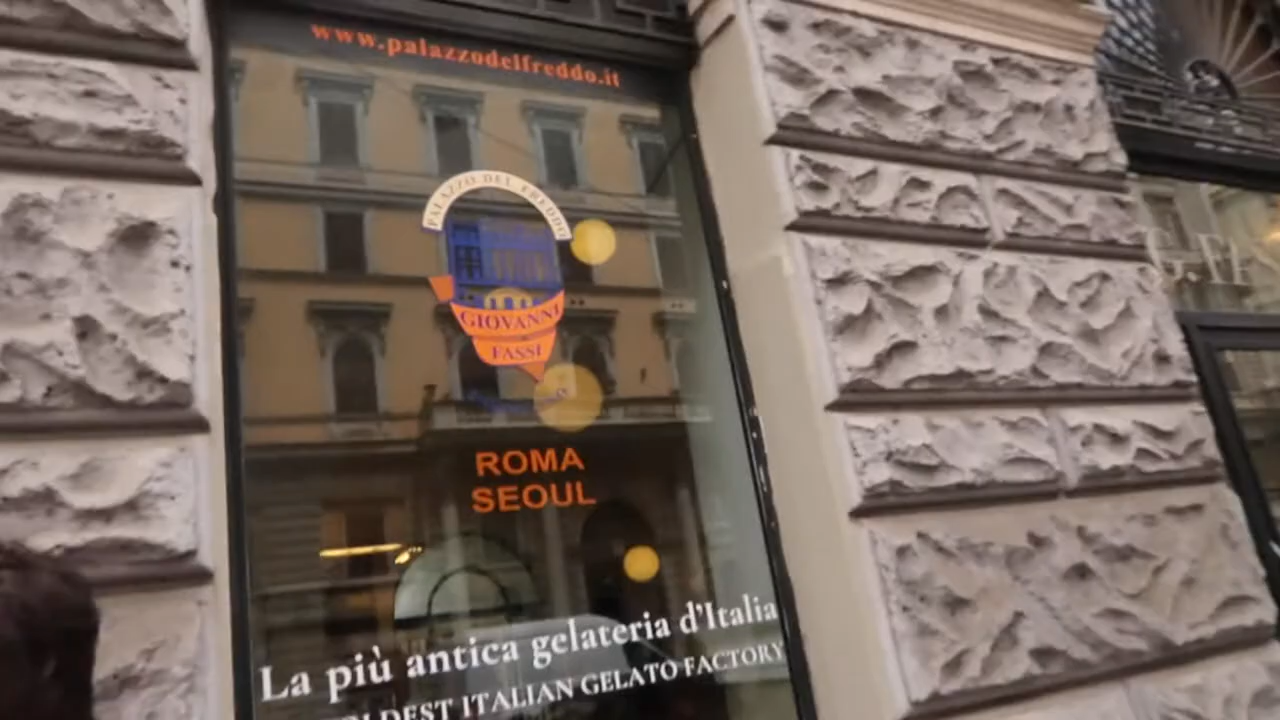 www.palazzodelfreddo.it
PALAZZO DEL FREDDO
GIOVANNI
FASSI
ROMA
SEOUL
La più antica gelateria d'Italia
ITALIAN GELATO FACTORY